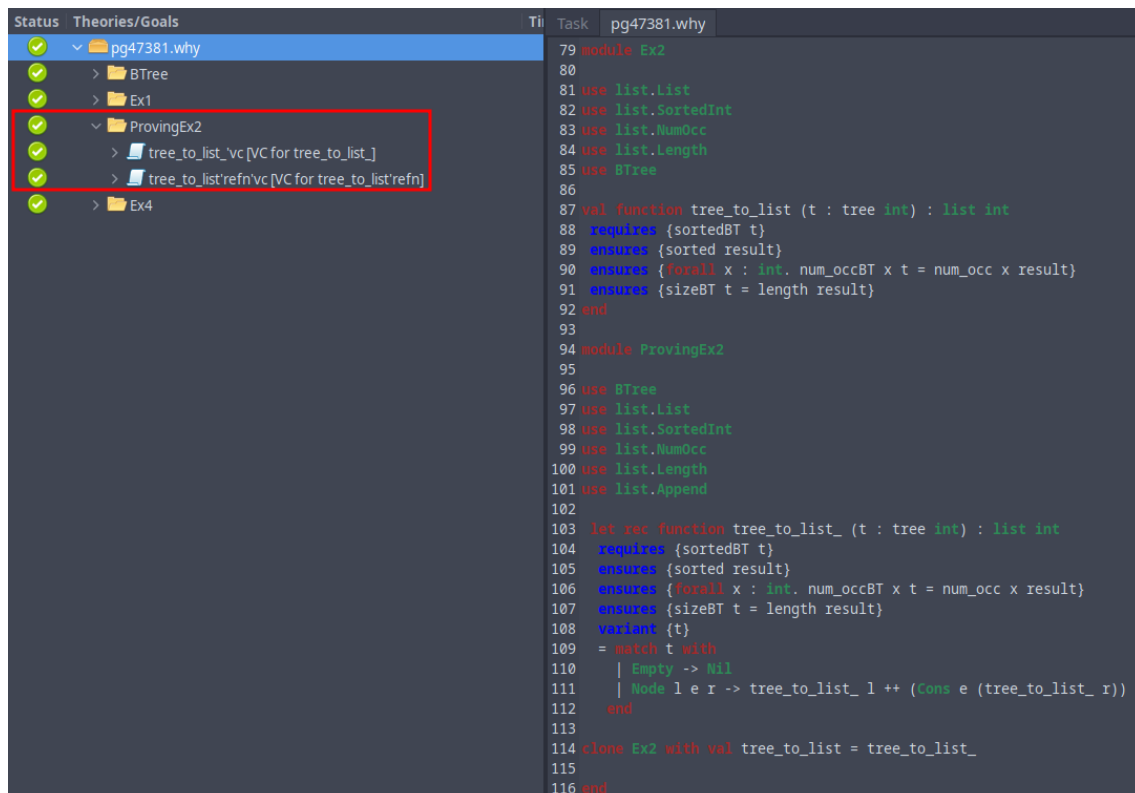 Status Theories/Goals Ti
pg47381.why
BTree
Ex1
ProvingEx2
tree_to_list_'vc [VC for tree_to_list_]
tree_to_list'refn'vc [VC for tree_to_list'refn]
Ex4
Task pg47381.why
79 module Ex2
80
81 use list.List
82 use list.SortedInt
83 use list.NumOcc
84 use list.Length
85 use BTree
86
87 val function tree_to_list (t : tree int) : list int
88 requires {sortedBT t}
89 ensures {sorted result}
90 ensures {forall x : int. num_occBT x t = num_occ x result}
91 ensures {sizeBT t = length result}
92 end
93
94 module ProvingEx2
95
96 use BTree
97 use list.List
98 use list.SortedInt
99 use list.NumOcc
100 use list.Length
101 use list.Append
102
103 let rec function tree_to_list_ (t : tree int) : list int
104 requires {sortedBT t}
105 ensures {sorted result}
106 ensures {forall x : int. num_occBT x t = num_occ x result}
107 ensures {sizeBT t = length result}
108 variant {t}
109 = match t with
110 | Empty -> Nil
111 | Node l e r -> tree_to_list_ l ++ (Cons e (tree_to_list_ r))
112 end
113
114 clone Ex2 with val tree_to_list = tree_to_list_
115
116 end